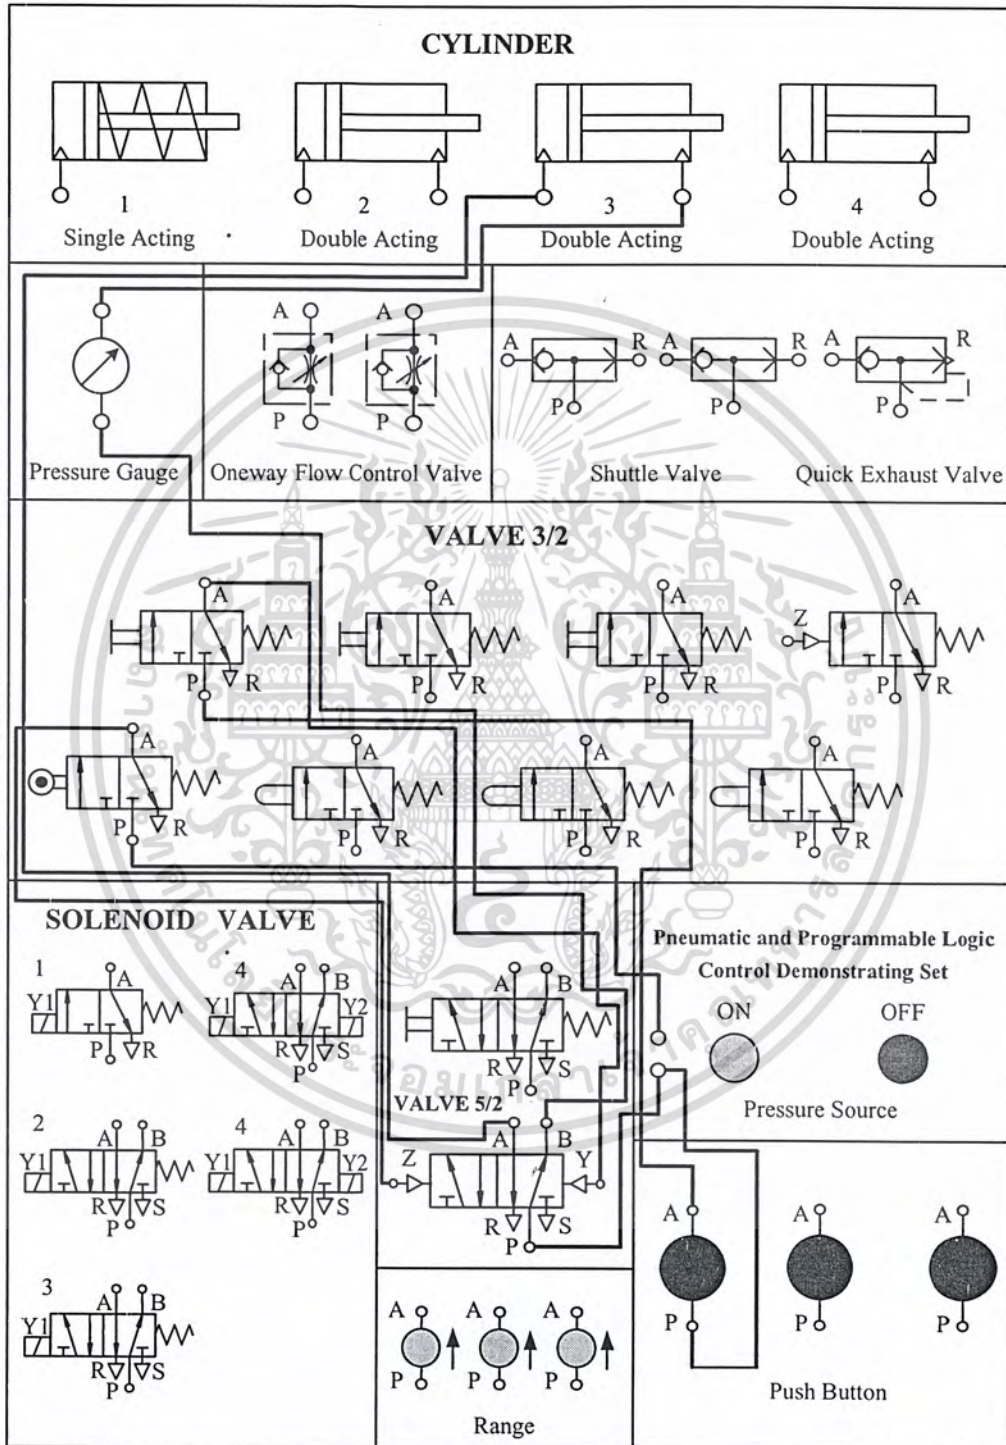 CYLINDER
1 2 3 4
Single Acting Double Acting Double Acting Double Acting
A A A R A R A R
P P P P P
Pressure Gauge Oneway Flow Control Valve Shuttle Valve Quick Exhaust Valve
VALVE 3/2
A A A Z A
P R P R P R P R
A A A A
P R P R P R P R
SOLENOID VALVE
1 A 4 A B
Y1 Y1 Y2
P R R S
P
2 A B 4 A B
Y1 Y1 Y2
R S R S
P P
3 A B
Y1
R S
P
A B
R S
P
VALVE 5/2
A B
Z Y
R S
P
A A A
P P P
Range
Pneumatic and Programmable Logic
Control Demonstrating Set
ON OFF
Pressure Source
A A A
P P P
Push Button